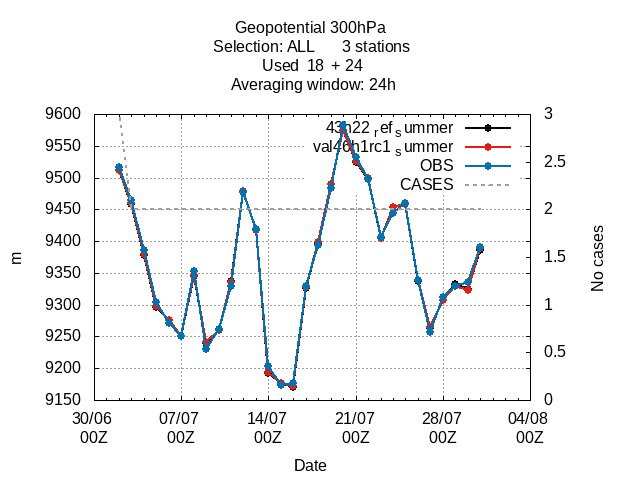 Geopotential 300hPa
Selection: ALL 3 stations
Used 18 + 24
Averaging window: 24h
43h22 ref summer
val46h1rc1 summer
OBS
CASES
9600
9550
9500
9450
9400
9350
9300
9250
9200
9150
3
2.5
2
1.5
1
0.5
0
m
No cases
30/06 07/07 14/07 21/07 28/07 04/08
00Z 00Z 00Z 00Z 00Z 00Z
Date